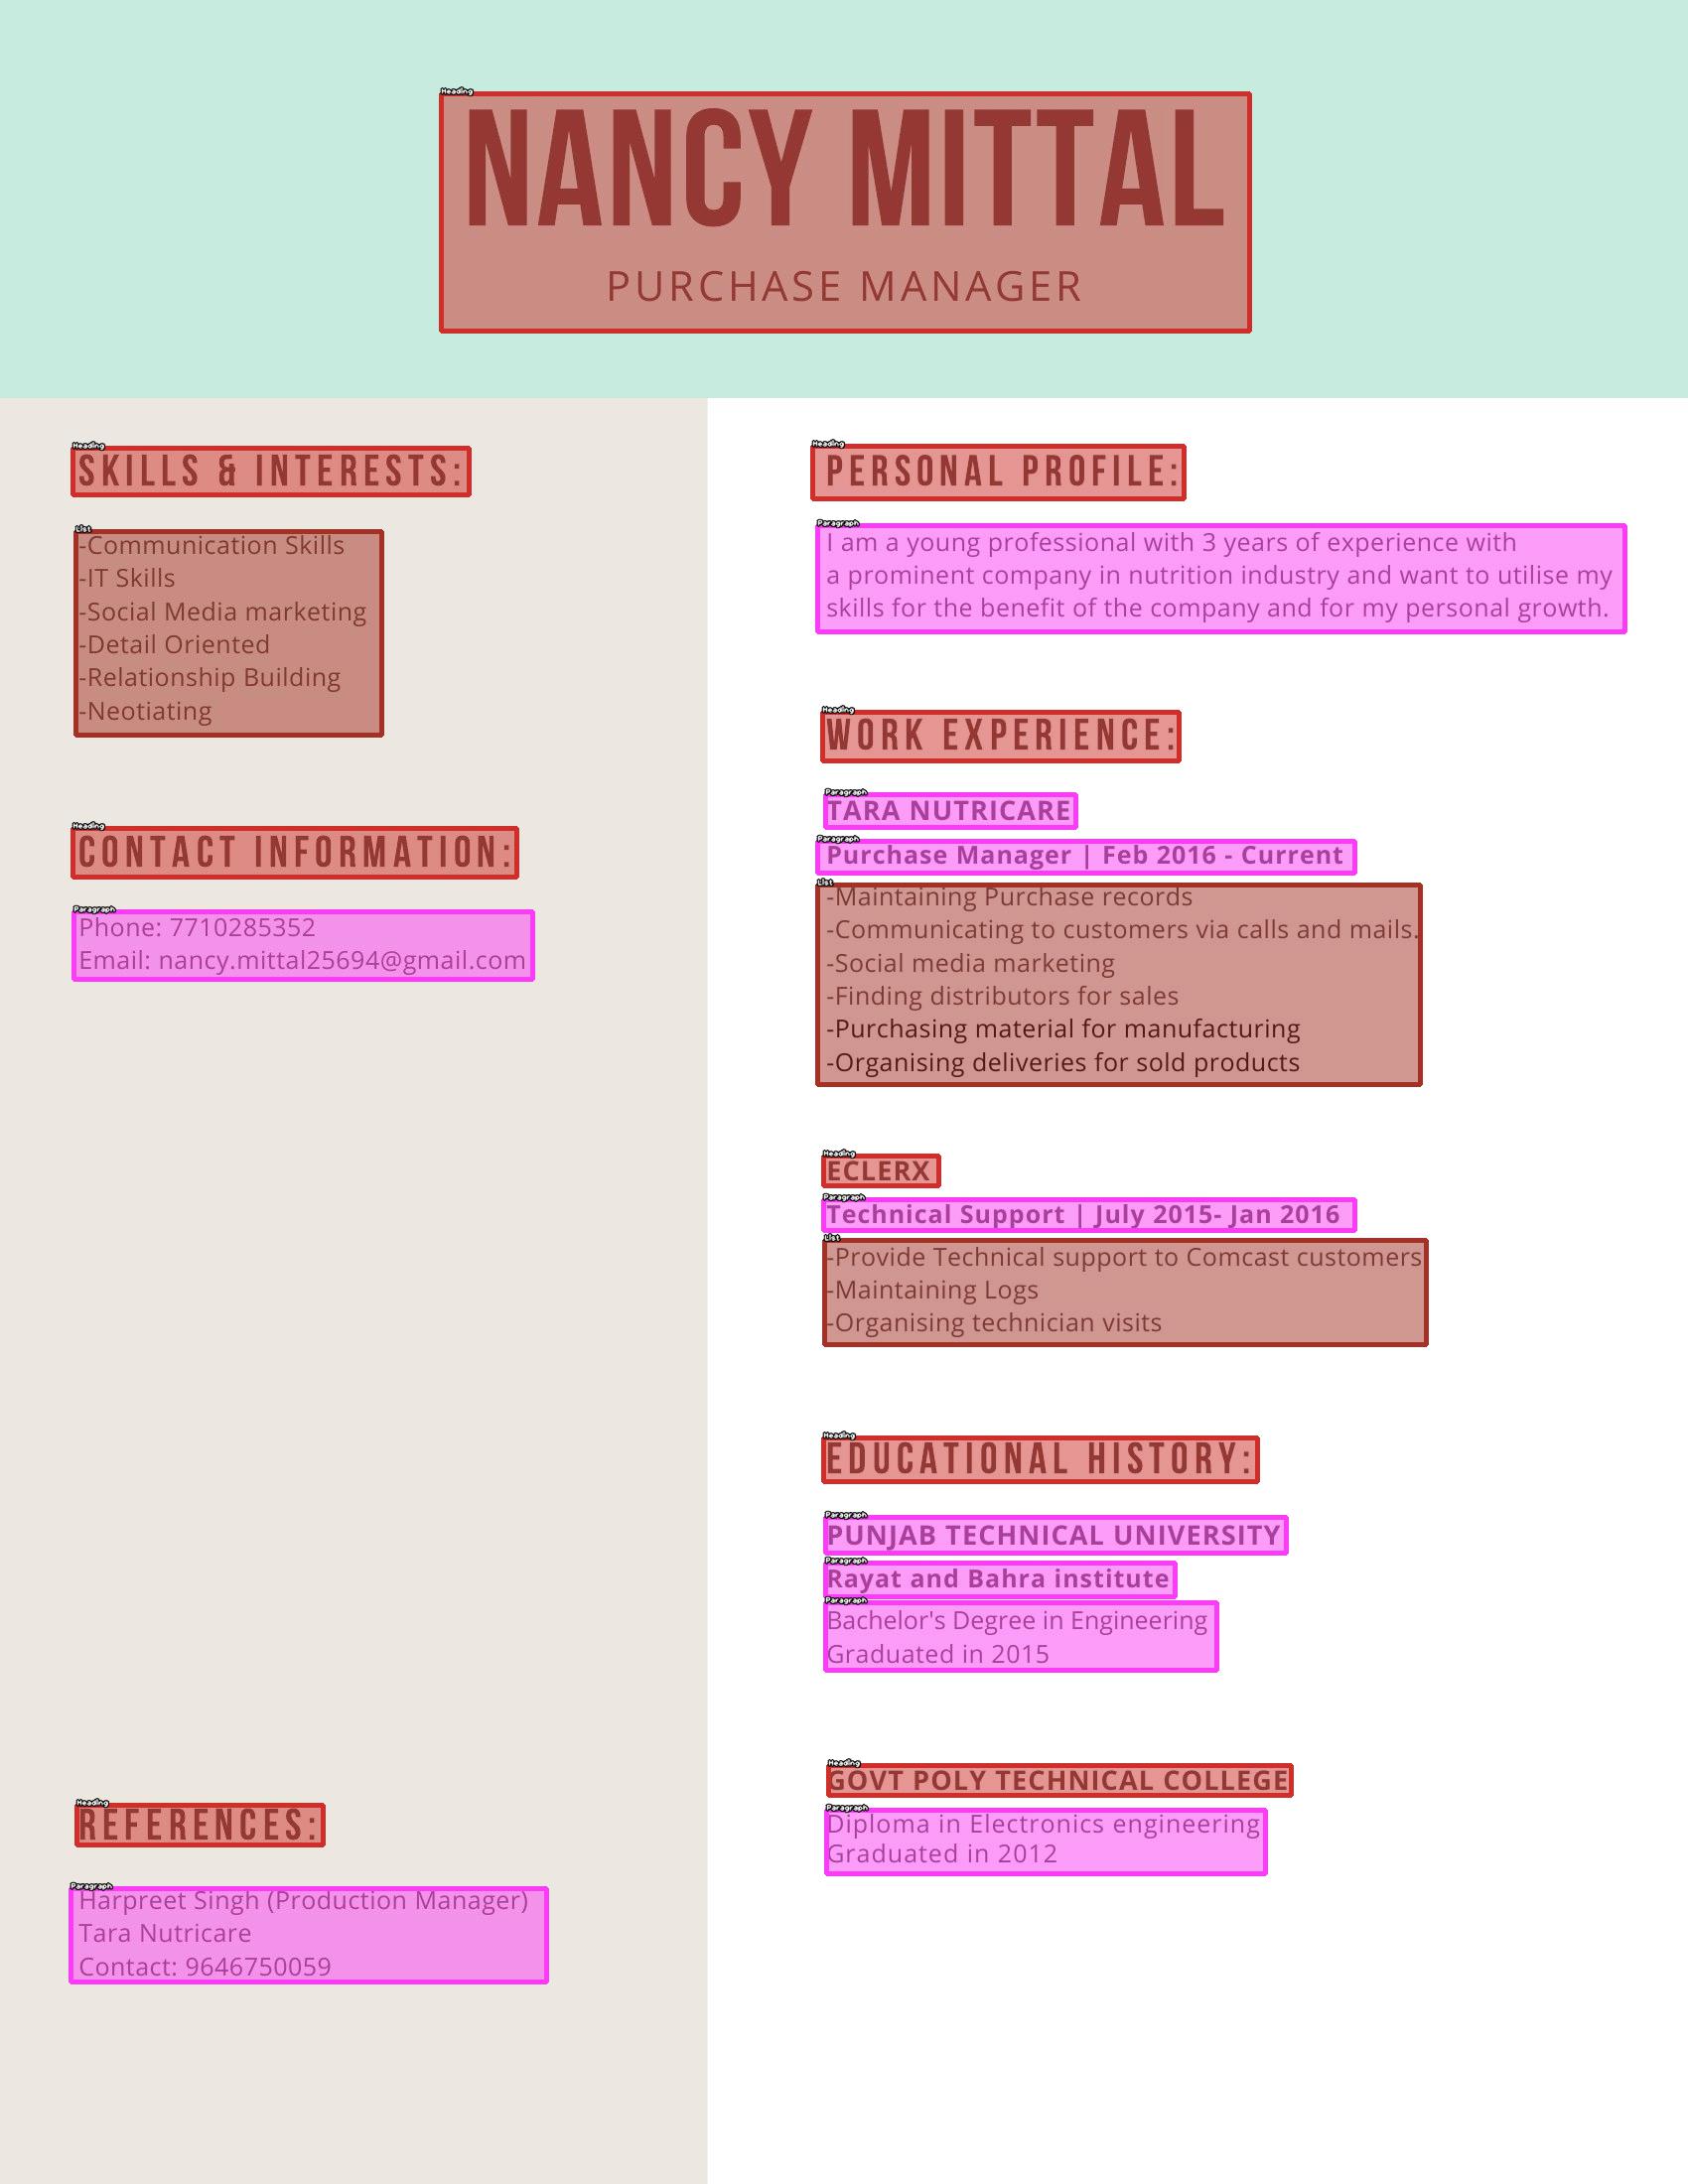 NANCY MITTAL
PURCHASE MANAGER
SKILLS & INTERESTS:
-Communication Skills
-IT Skills
-Social Media marketing
-Detail Oriented
-Relationship Building
-Neotiating
CONTACT INFORMATION:
Phone: 7710285352
Email: nancy.mittal25694@gmail.com
REFERENCES:
Harpreet Singh (Production Manager)
Tara Nutricare
Contact: 9646750059
PERSONAL PROFILE:
I am a young professional with 3 years of experience with
a prominent company in nutrition industry and want to utilise my
skills for the benefit of the company and for my personal growth.
WORK EXPERIENCE:
TARA NUTRICARE
Purchase Manager | Feb 2016 - Current
-Maintaining Purchase records
-Communicating to customers via calls and mails.
-Social media marketing
-Finding distributors for sales
-Purchasing material for manufacturing
-Organising deliveries for sold products
ECLERX
Technical Support | July 2015- Jan 2016
-Provide Technical support to Comcast customers
-Maintaining Logs
-Organising technician visits
EDUCATIONAL HISTORY:
PUNJAB TECHNICAL UNIVERSITY
Rayat and Bahra institute
Bachelor's Degree in Engineering
Graduated in 2015
GOVT POLY TECHNICAL COLLEGE
Diploma in Electronics engineering
Graduated in 2012
Heading
Heading
List
Heading
Paragraph
Heading
Paragraph
Heading
Paragraph
Heading
Paragraph
Paragraph
List
Heading
Paragraph
List
Heading
Paragraph
Paragraph
Paragraph
Heading
Paragraph